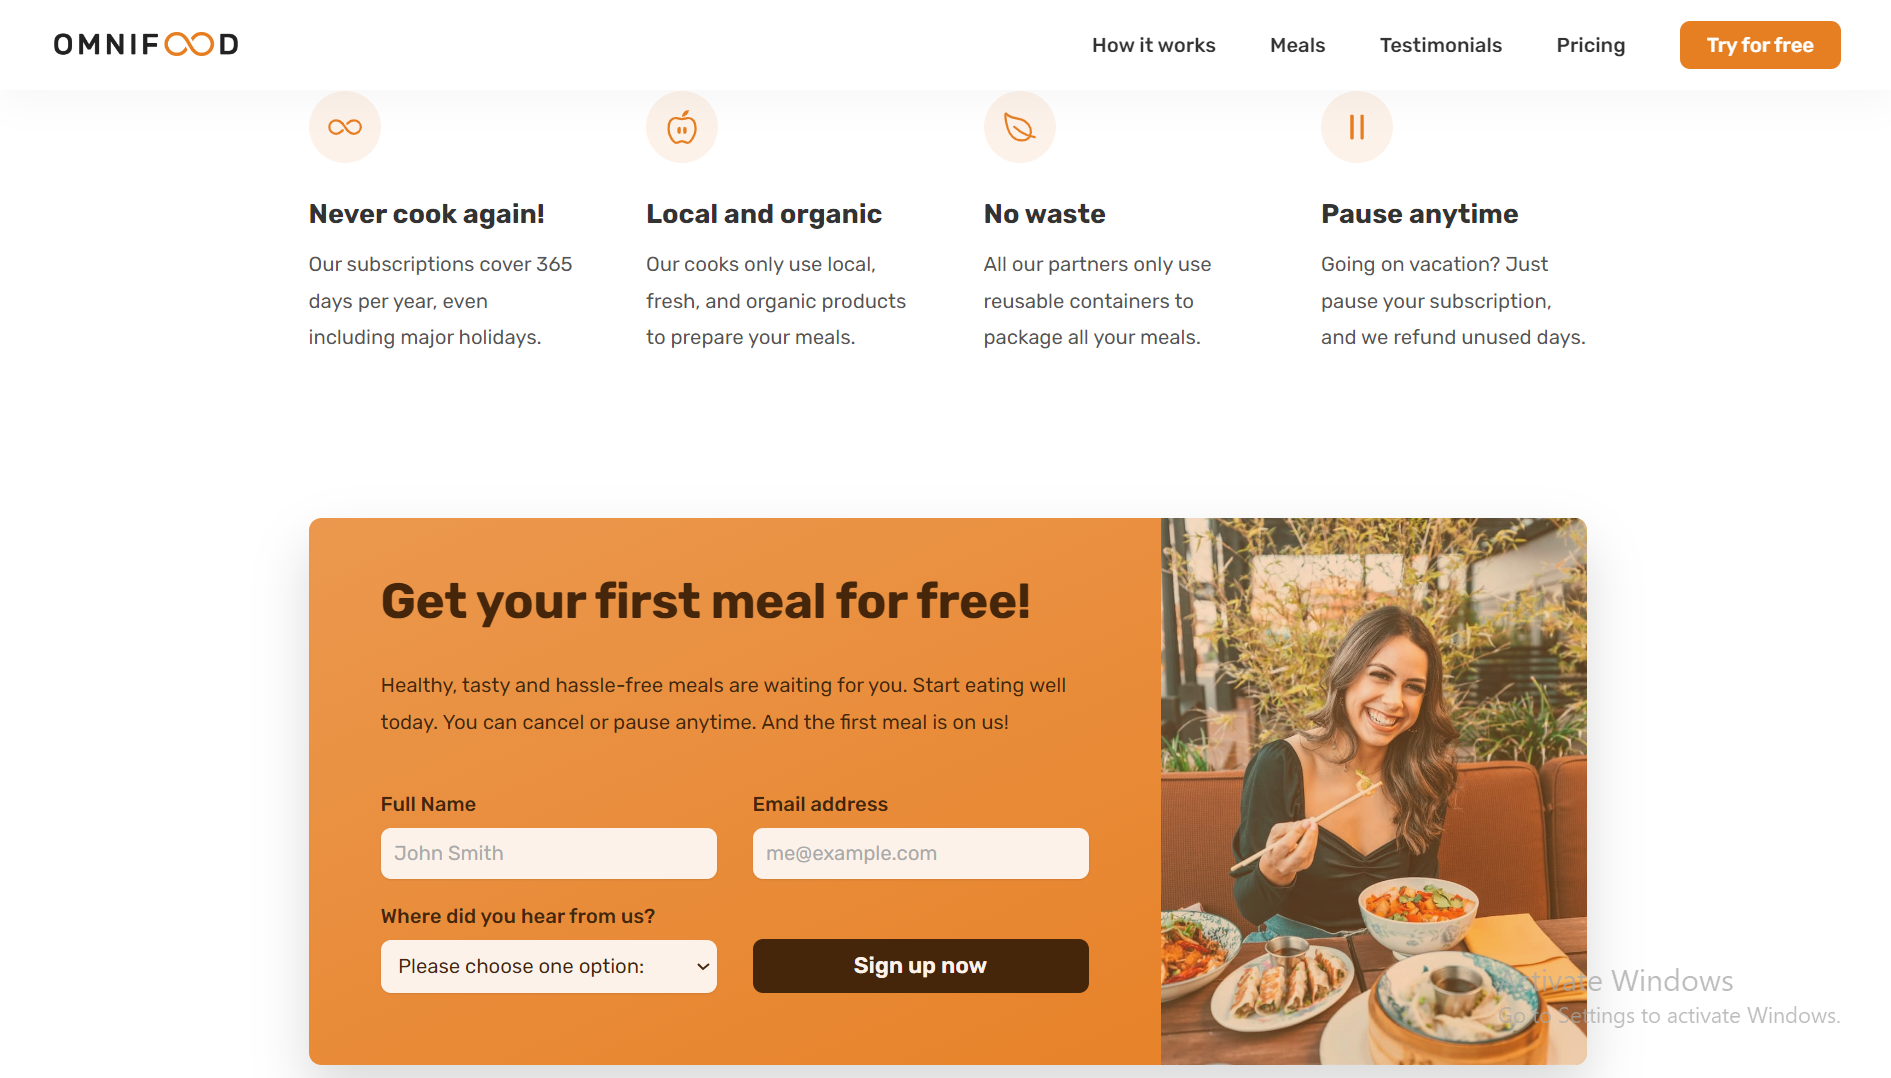 OMNIFOOD
How it works
Meals
Testimonials
Pricing
Try for free
Never cook again!
Our subscriptions cover 365
days per year, even
including major holidays.
Local and organic
Our cooks only use local,
fresh, and organic products
to prepare your meals.
No waste
All our partners only use
reusable containers to
package all your meals.
Pause anytime
Going on vacation? Just
pause your subscription,
and we refund unused days.
Get your first meal for free!
Healthy, tasty and hassle-free meals are waiting for you. Start eating well
today. You can cancel or pause anytime. And the first meal is on us!
Full Name
John Smith
Email address
me@example.com
Where did you hear from us?
Please choose one option:
Sign up now
Activate Windows
Go to Settings to activate Windows.